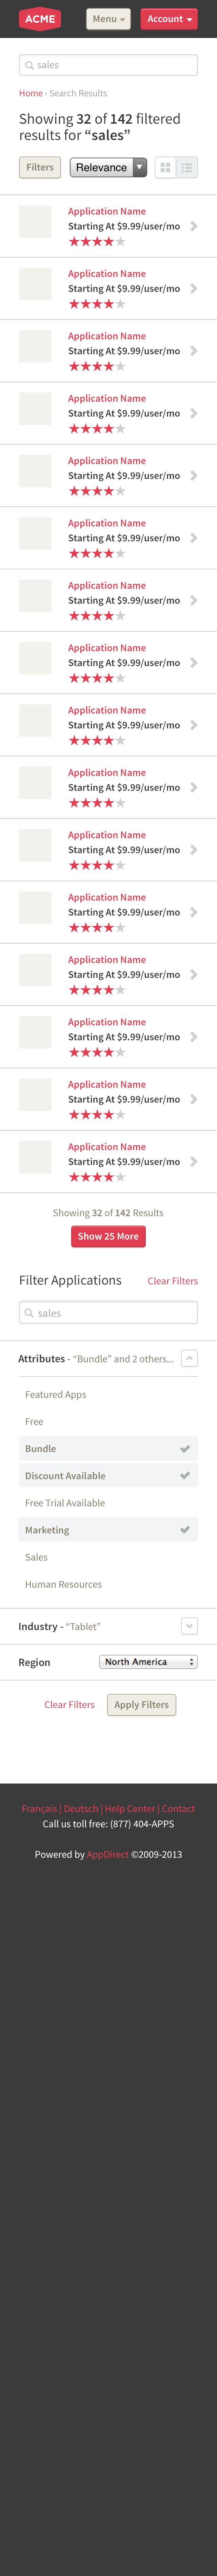 ACME
Menu
Account
sales
Home › Search Results
Showing 32 of 142 filtered
results for “sales”
Filters
Relevance
Application Name
Starting At $9.99/user/mo
Application Name
Starting At $9.99/user/mo
Application Name
Starting At $9.99/user/mo
Application Name
Starting At $9.99/user/mo
Application Name
Starting At $9.99/user/mo
Application Name
Starting At $9.99/user/mo
Application Name
Starting At $9.99/user/mo
Application Name
Starting At $9.99/user/mo
Application Name
Starting At $9.99/user/mo
Application Name
Starting At $9.99/user/mo
Application Name
Starting At $9.99/user/mo
Application Name
Starting At $9.99/user/mo
Application Name
Starting At $9.99/user/mo
Application Name
Starting At $9.99/user/mo
Application Name
Starting At $9.99/user/mo
Application Name
Starting At $9.99/user/mo
Showing 32 of 142 Results
Show 25 More
Filter Applications
Clear Filters
sales
Attributes - “Bundle” and 2 others...
Featured Apps
Free
Bundle
Discount Available
Free Trial Available
Marketing
Sales
Human Resources
Industry - “Tablet”
Region
North America
Clear Filters
Apply Filters
Français | Deutsch | Help Center | Contact
Call us toll free: (877) 404-APPS
Powered by AppDirect ©2009-2013